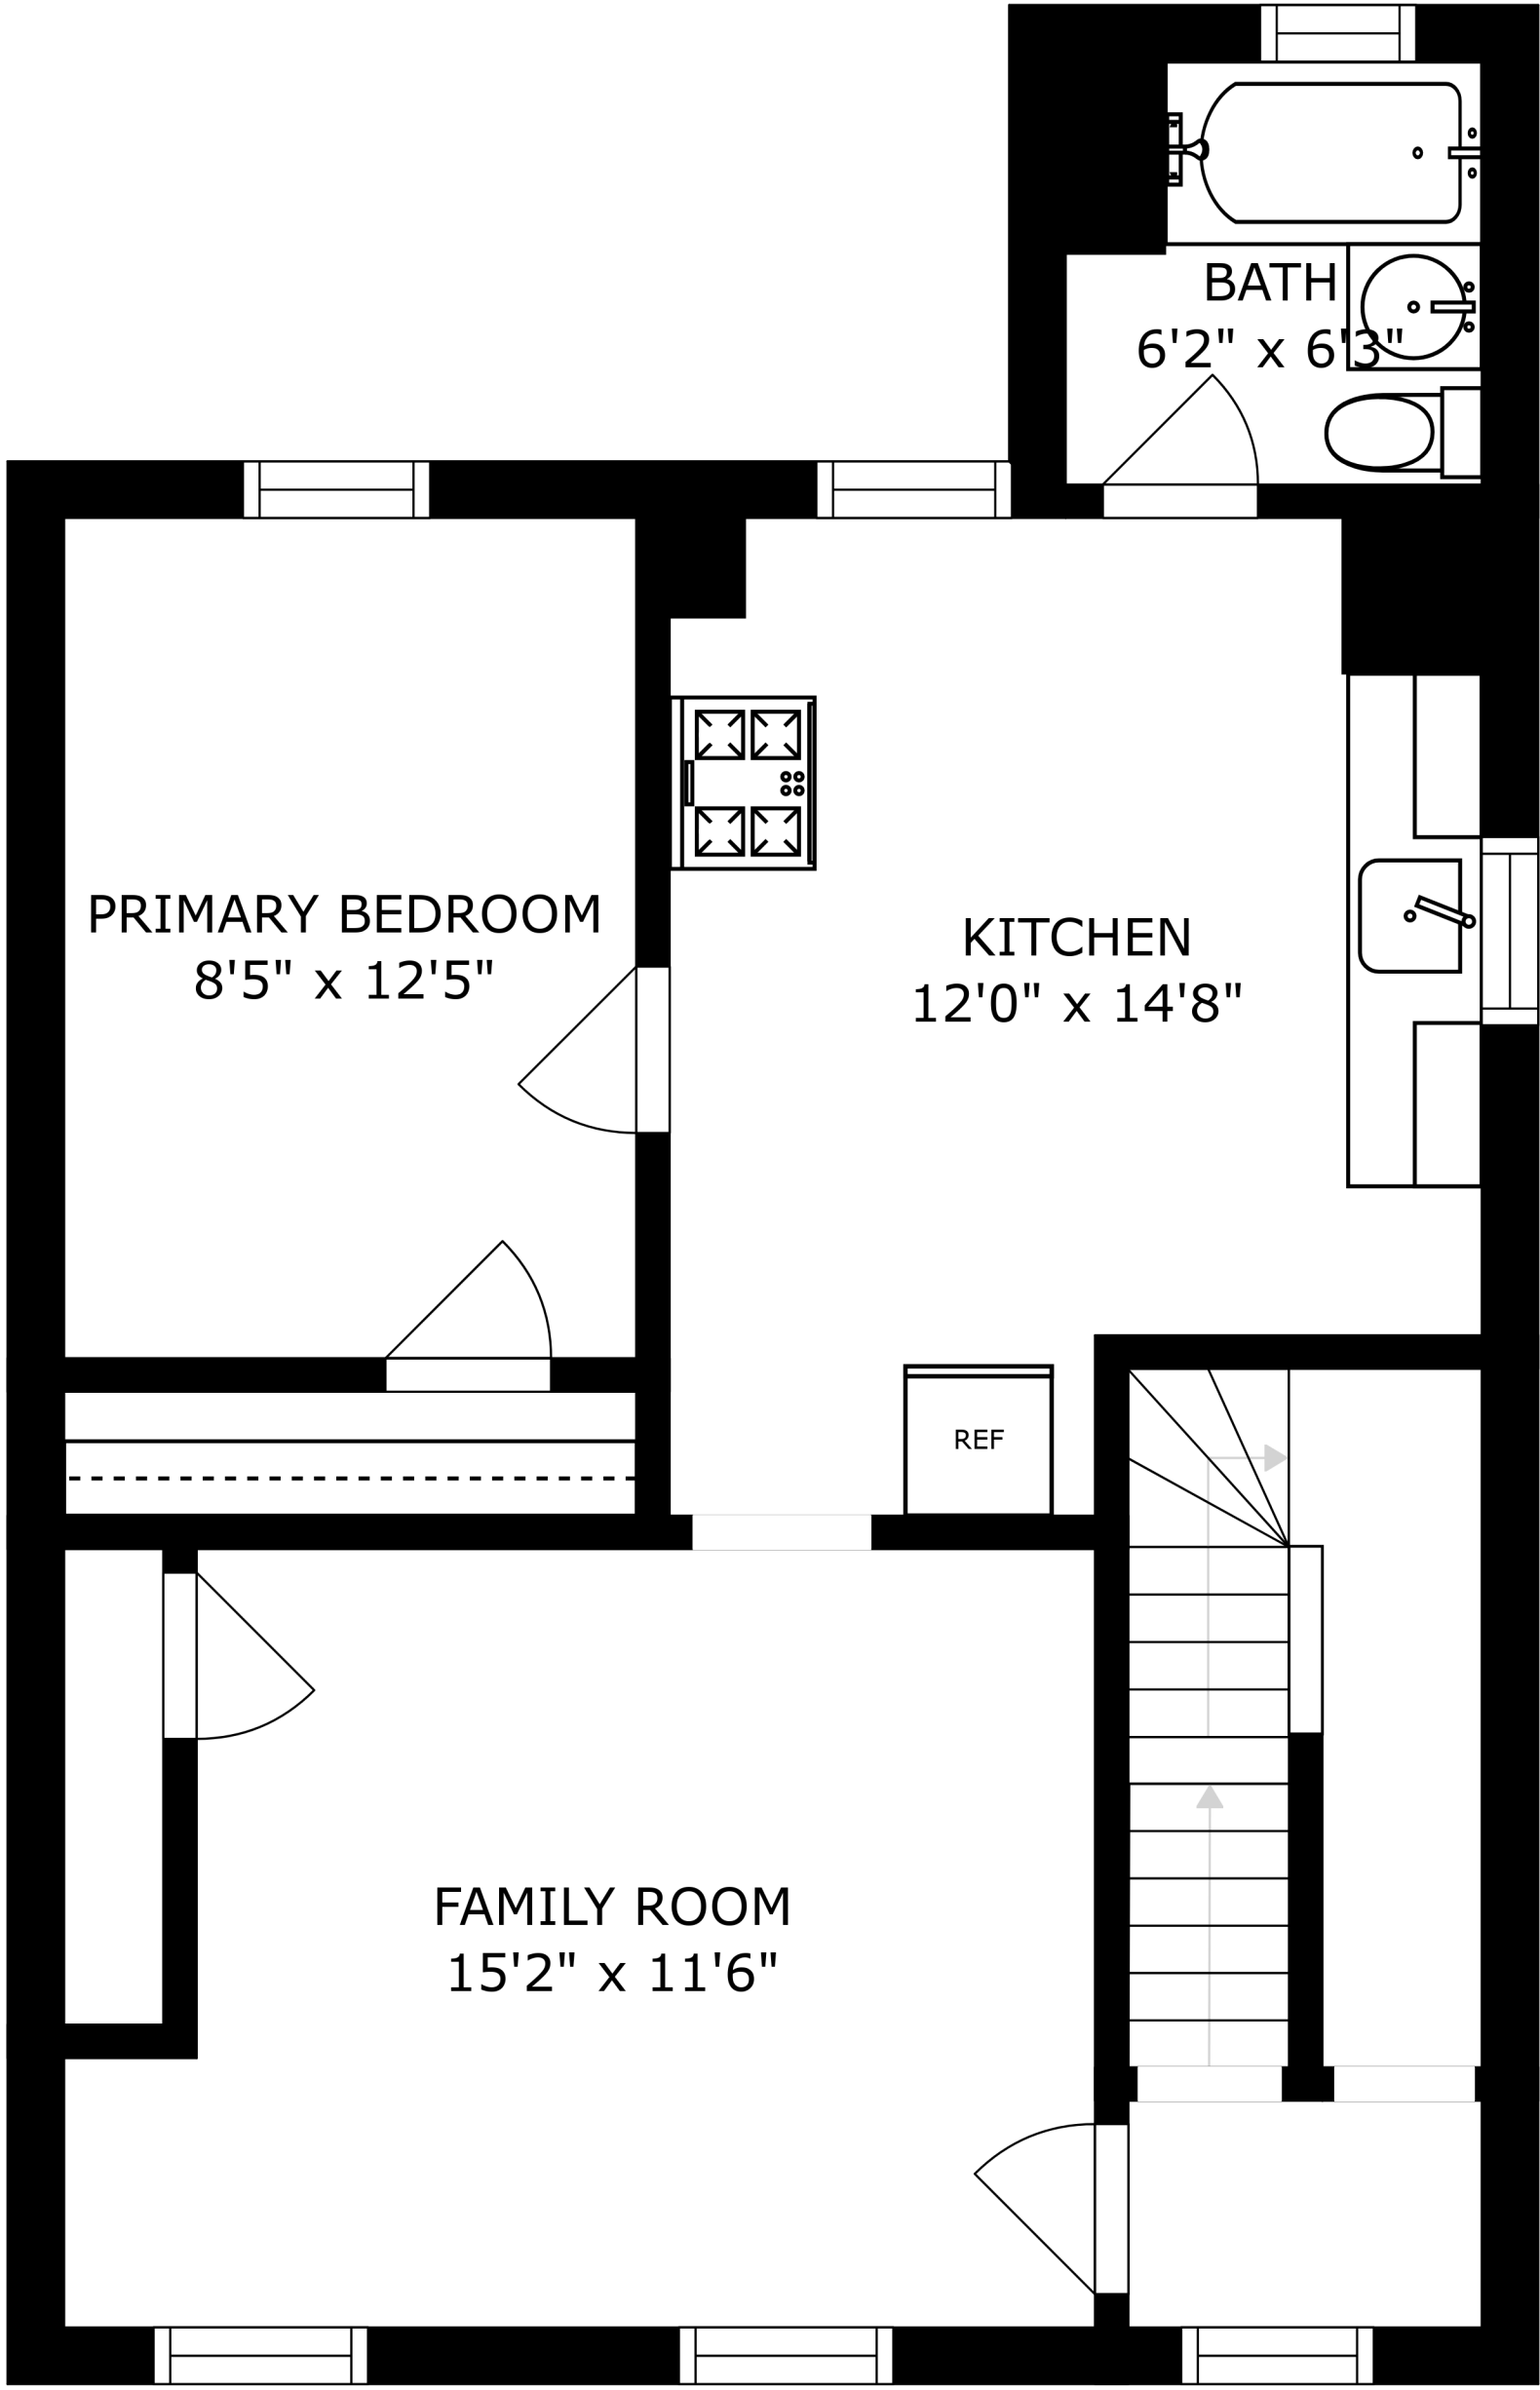 BATH
6'2" x 6'3"
PRIMARY BEDROOM
8'5" x 12'5"
KITCHEN
12'0" x 14'8"
REF
FAMILY ROOM
15'2" x 11'6"